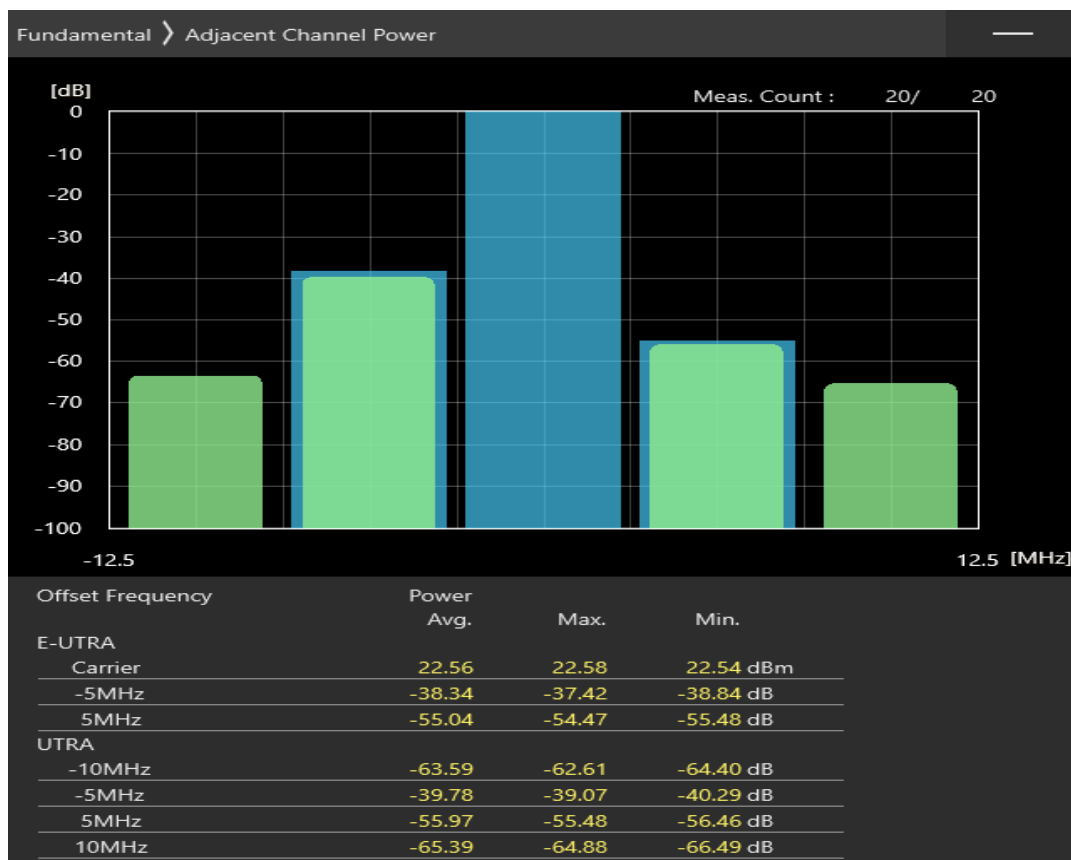 Fundamental ❯ Adjacent Channel Power
[dB]
Meas. Count : 20/ 20
0
-10
-20
-30
-40
-50
-60
-70
-80
-90
-100
-12.5 12.5 [MHz]
Offset Frequency Power
Avg. Max. Min.
E-UTRA
Carrier 22.56 22.58 22.54 dBm
-5MHz -38.34 -37.42 -38.84 dB
5MHz -55.04 -54.47 -55.48 dB
UTRA
-10MHz -63.59 -62.61 -64.40 dB
-5MHz -39.78 -39.07 -40.29 dB
5MHz -55.97 -55.48 -56.46 dB
10MHz -65.39 -64.88 -66.49 dB